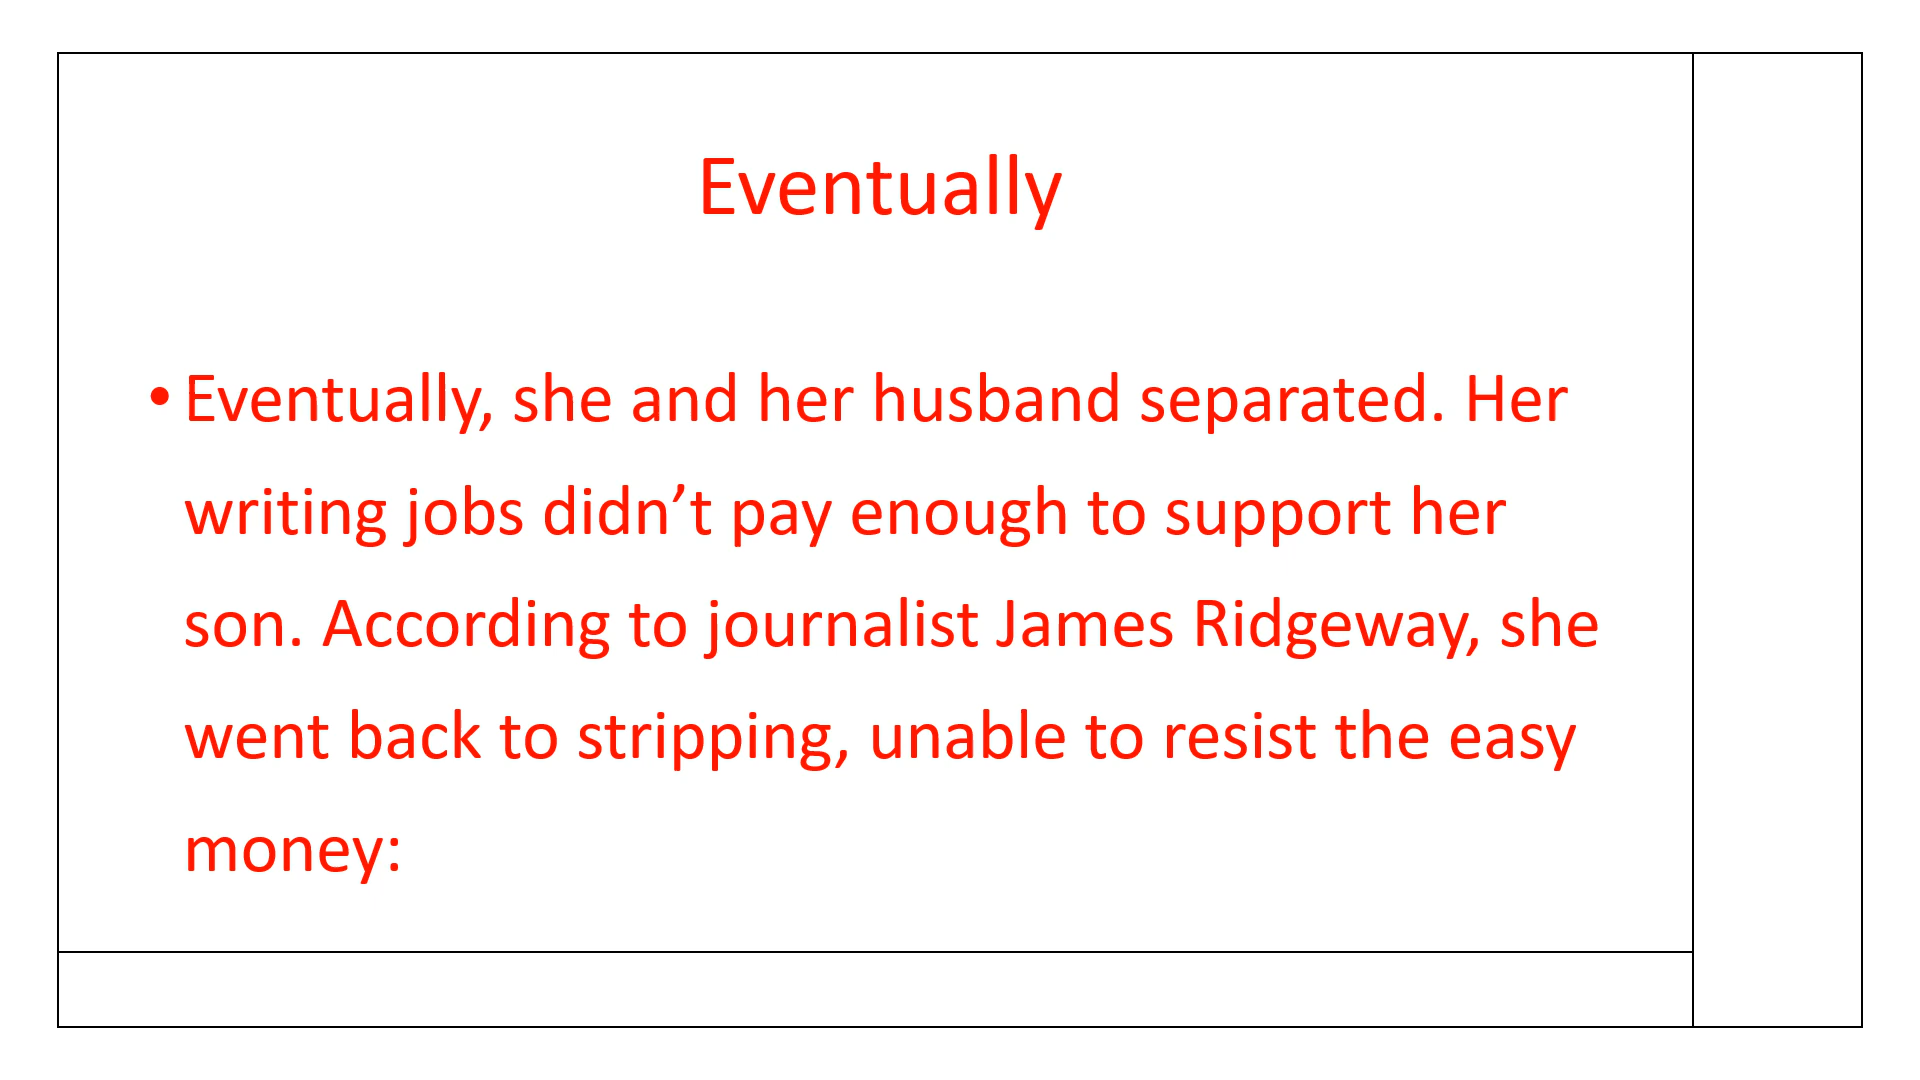 Eventually
• Eventually, she and her husband separated. Her
writing jobs didn’t pay enough to support her
son. According to journalist James Ridgeway, she
went back to stripping, unable to resist the easy
money: